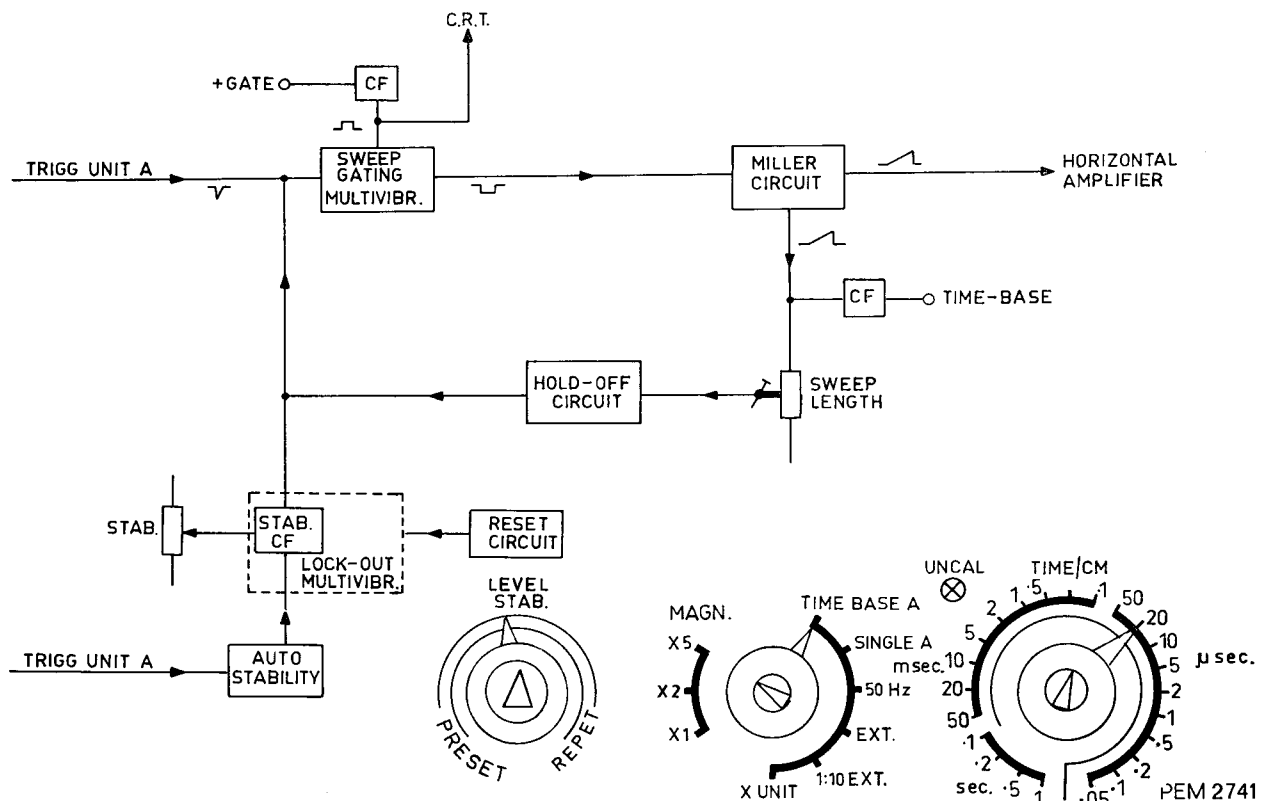 C.R.T.
+GATE
CF
TRIGG UNIT A
SWEEP
GATING
MULTIVIBR.
MILLER
CIRCUIT
HORIZONTAL
AMPLIFIER
CF
TIME-BASE
HOLD-OFF
CIRCUIT
SWEEP
LENGTH
STAB.
STAB.
CF
RESET
CIRCUIT
LOCK-OUT
MULTIVIBR.
TRIGG UNIT A
AUTO
STABILITY
LEVEL
STAB.
PRESET
REPET
MAGN.
X5
X2
X1
TIME BASE A
SINGLE A
50 Hz
EXT.
1:10 EXT.
X UNIT
UNCAL
TIME/CM
msec.
50
20
10
5
2
1
.5
.1
50
20
10
5
2
1
.5
.2
.1
.05
µsec.
.1
.2
.5
1
sec.
PEM 2741